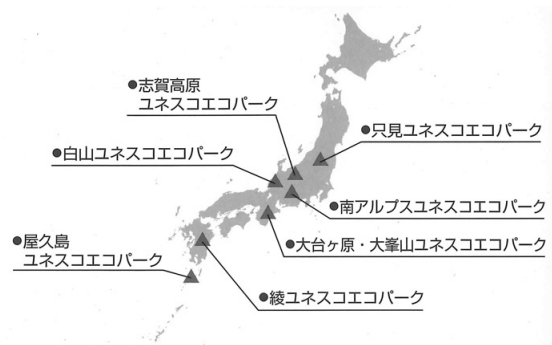 ●志賀高原
ユネスコエコパーク
●只見ユネスコエコパーク
●白山ユネスコエコパーク
●南アルプスユネスコエコパーク
●屋久島
ユネスコエコパーク
●大台ヶ原・大峯山ユネスコエコパーク
●綾ユネスコエコパーク